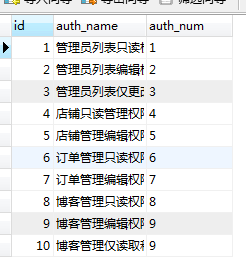 id auth_name auth_num
1 管理员列表只读 1
2 管理员列表编辑 2
3 管理员列表仅更 3
4 店铺只读管理权 4
5 店铺管理编辑权 5
6 订单管理只读权 6
7 订单管理编辑权 7
8 博客管理只读权 8
9 博客管理编辑权 9
10 博客管理仅读取 9